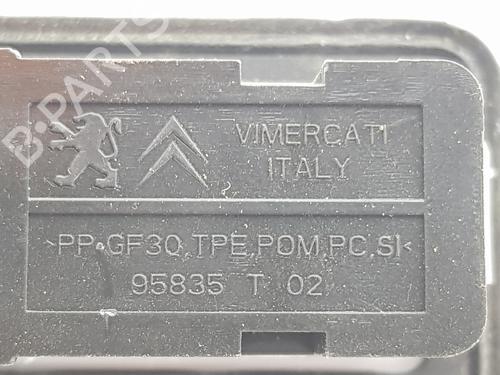 B-PARTS
VIMERCATI
ITALY
>PP-GF30,TPE,POM,PC,SI<
95835 T 02